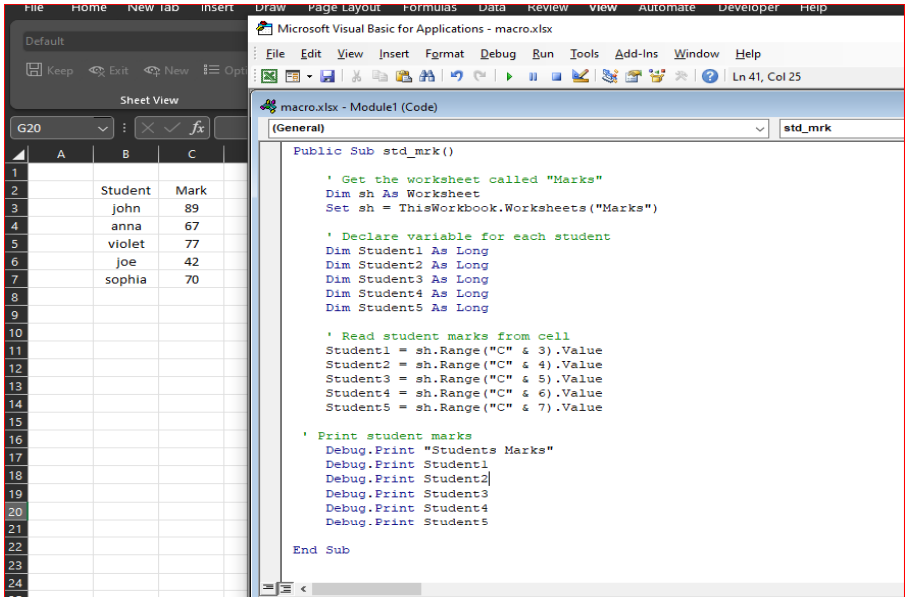 File Home New Tab Insert Draw Page Layout Formulas Data Review View Automate Developer Help
Default
Keep Exit New Opti
Sheet View
G20
fx
A B C
1
2 Student Mark
3 john 89
4 anna 67
5 violet 77
6 joe 42
7 sophia 70
8
9
10
11
12
13
14
15
16
17
18
19
20
21
22
23
24
Microsoft Visual Basic for Applications - macro.xlsx
File Edit View Insert Format Debug Run Tools Add-Ins Window Help
Ln 41, Col 25
macro.xlsx - Module1 (Code)
(General) std_mrk
Public Sub std_mrk()
' Get the worksheet called "Marks"
Dim sh As Worksheet
Set sh = ThisWorkbook.Worksheets("Marks")
' Declare variable for each student
Dim Student1 As Long
Dim Student2 As Long
Dim Student3 As Long
Dim Student4 As Long
Dim Student5 As Long
' Read student marks from cell
Student1 = sh.Range("C" & 3).Value
Student2 = sh.Range("C" & 4).Value
Student3 = sh.Range("C" & 5).Value
Student4 = sh.Range("C" & 6).Value
Student5 = sh.Range("C" & 7).Value
' Print student marks
Debug.Print "Students Marks"
Debug.Print Student1
Debug.Print Student2
Debug.Print Student3
Debug.Print Student4
Debug.Print Student5
End Sub